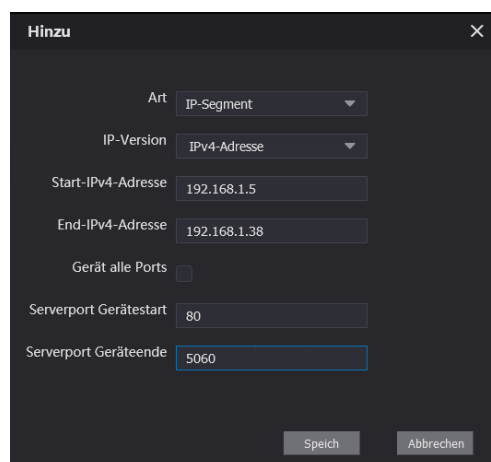 Hinzu
Art IP-Segment
IP-Version IPv4-Adresse
Start-IPv4-Adresse 192.168.1.5
End-IPv4-Adresse 192.168.1.38
Gerät alle Ports
Serverport Gerätestart 80
Serverport Geräteende 5060
Speich Abbrechen